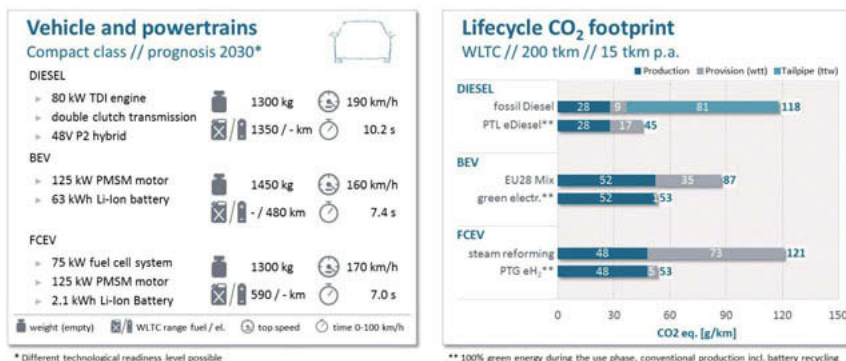 Vehicle and powertrains
Compact class // prognosis 2030*
DIESEL
80 kW TDI engine
double clutch transmission
48V P2 hybrid
1300 kg
190 km/h
1350 / - km
10.2 s
BEV
125 kW PMSM motor
63 kWh Li-Ion battery
1450 kg
160 km/h
- / 480 km
7.4 s
FCEV
75 kW fuel cell system
125 kW PMSM motor
2.1 kWh Li-Ion Battery
1300 kg
170 km/h
590 / - km
7.0 s
weight (empty) WLTC range fuel / el. top speed time 0-100 km/h
* Different technological readiness level possible
Lifecycle CO₂ footprint
WLTC // 200 tkm // 15 tkm p.a.
Production Provision (wtt) Tailpipe (ttw)
DIESEL
fossil Diesel 28 9 81 118
PTL eDiesel** 28 17 45
BEV
EU28 Mix 52 35 87
green electr.** 52 1 53
FCEV
steam reforming 48 73 121
PTG eH₂** 48 5 53
0 30 60 90 120 150
CO2 eq. [g/km]
** 100% green energy during the use phase, conventional production incl. battery recycling